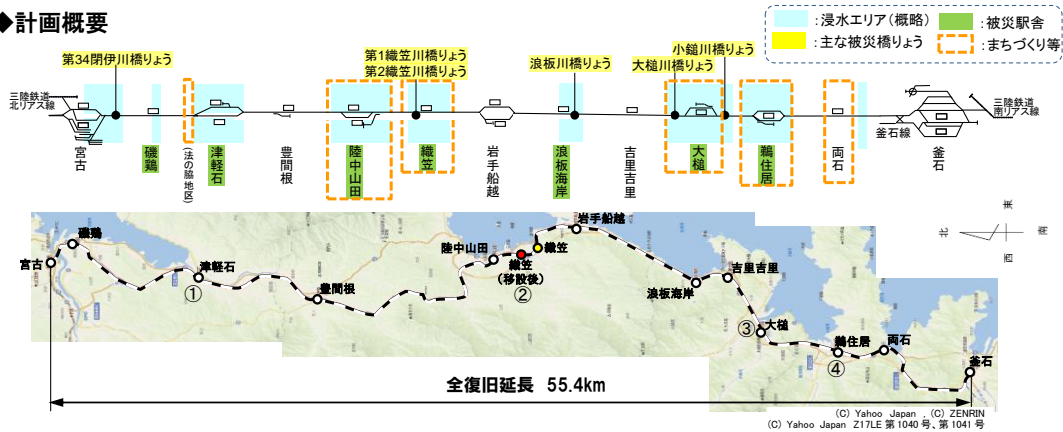 ◆計画概要
：浸水エリア（概略）
：被災駅舎
：主な被災橋りょう
：まちづくり等
第34閉伊川橋りょう
第1織笠川橋りょう
第2織笠川橋りょう
浪板川橋りょう
大槌川橋りょう
小鎚川橋りょう
三陸鉄道
北リアス線
三陸鉄道
南リアス線
釜石線
宮古
磯鶏
(法の脇地区)
津軽石
豊間根
陸中山田
織笠
岩手船越
浪板海岸
吉里吉里
大槌
鵜住居
両石
釜石
宮古
磯鶏
津軽石
①
豊間根
陸中山田
織笠
(移設後)
②
織笠
岩手船越
浪板海岸
吉里吉里
③
大槌
鵜住居
④
両石
釜石
東
北
南
西
全復旧延長 55.4km
(C) Yahoo Japan , (C) ZENRIN
(C) Yahoo Japan Z17LE 第1040号、第1041号